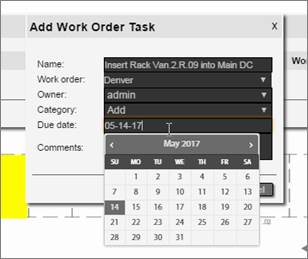 Add Work Order Task X
Name: Insert Rack Van.2.R.09 into Main DC
Work order: Denver
Owner: admin
Category: Add
Due date: 05-14-17
Comments:
May 2017
SU MO TU WE TH FR SA
1 2 3 4 5 6
7 8 9 10 11 12 13
14 15 16 17 18 19 20
21 22 23 24 25 26 27
28 29 30 31